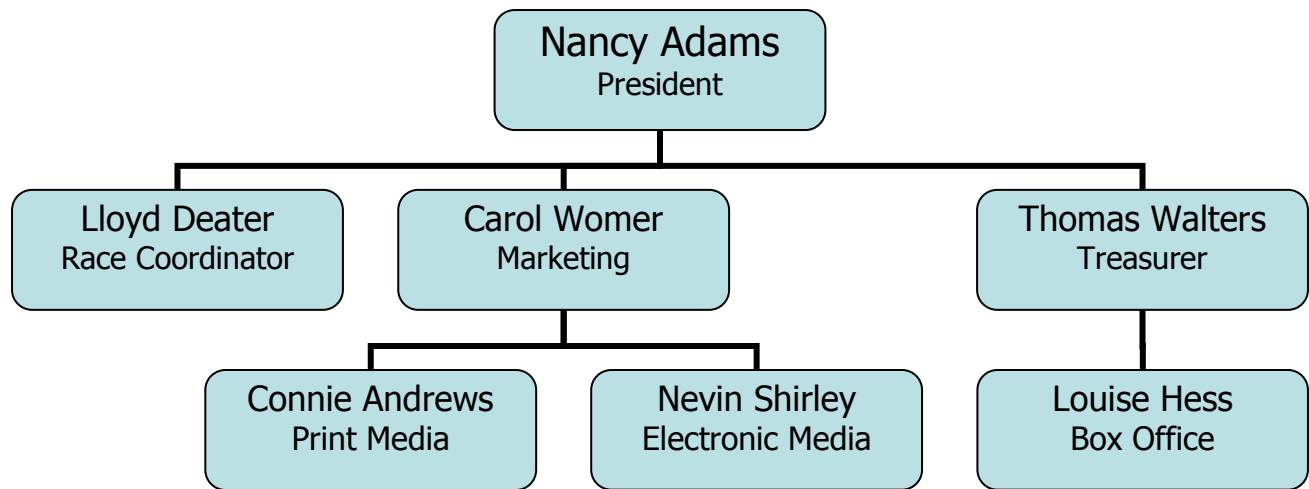 Nancy Adams
President
Lloyd Deater
Race Coordinator
Carol Womer
Marketing
Thomas Walters
Treasurer
Connie Andrews
Print Media
Nevin Shirley
Electronic Media
Louise Hess
Box Office